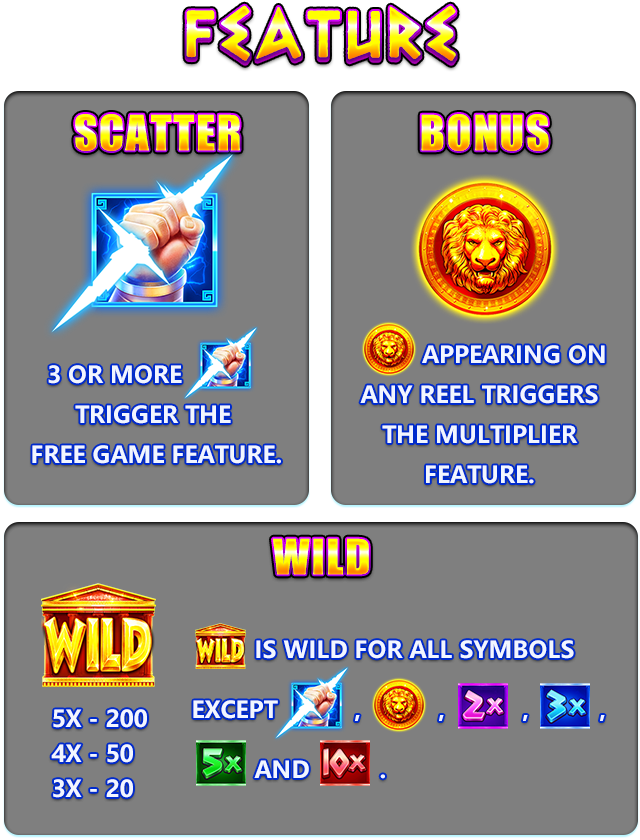 FEATURE
SCATTER
3 OR MORE
TRIGGER THE
FREE GAME FEATURE.
BONUS
APPEARING ON
ANY REEL TRIGGERS
THE MULTIPLIER
FEATURE.
WILD
WILD
5X - 200
4X - 50
3X - 20
WILD IS WILD FOR ALL SYMBOLS
EXCEPT , , 2X , 3X ,
5X AND 10X .